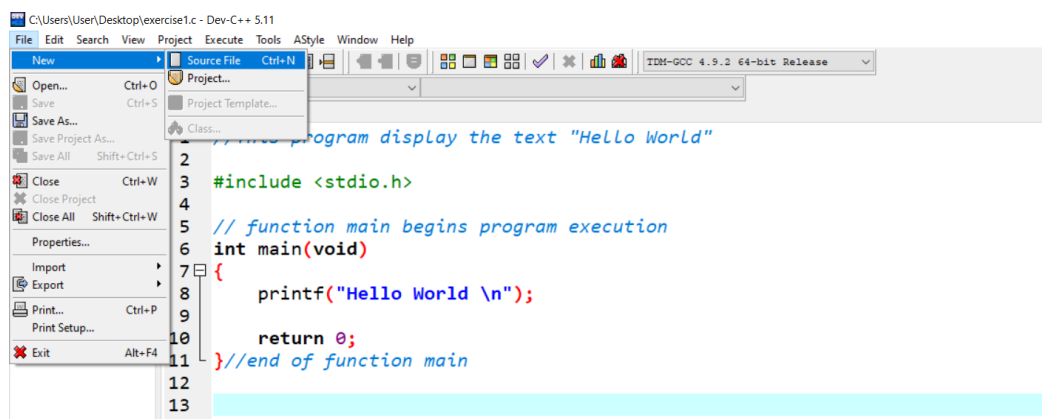 C:\Users\User\Desktop\exercise1.c - Dev-C++ 5.11
File Edit Search View Project Execute Tools AStyle Window Help
New
Source File Ctrl+N
TDM-GCC 4.9.2 64-bit Release
Project...
Open... Ctrl+O
Save Ctrl+S
Project Template...
Save As...
Class...
Save Project As...
Save All Shift+Ctrl+S
Close Ctrl+W
Close Project
Close All Shift+Ctrl+W
Properties...
Import
Export
Print... Ctrl+P
Print Setup...
Exit Alt+F4
1 //This program display the text "Hello World"
2
3 #include <stdio.h>
4
5 // function main begins program execution
6 int main(void)
7 {
8 printf("Hello World \n");
9
10 return 0;
11 }//end of function main
12
13